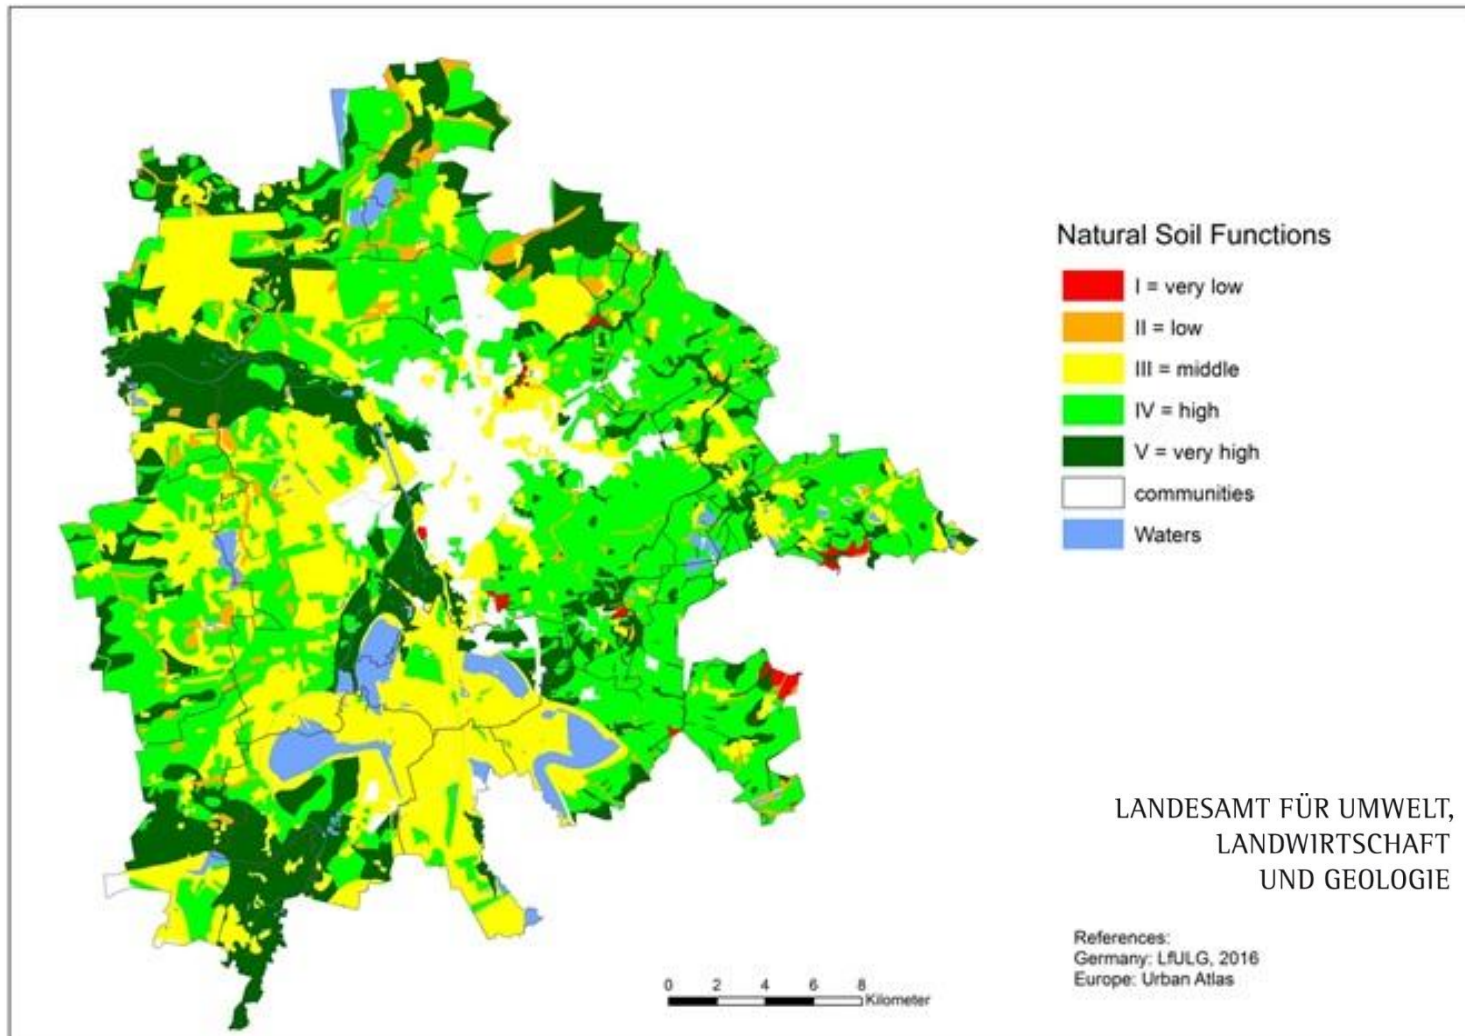 Natural Soil Functions
I = very low
II = low
III = middle
IV = high
V = very high
communities
Waters
LANDESAMT FÜR UMWELT,
LANDWIRTSCHAFT
UND GEOLOGIE
References:
Germany: LfULG, 2016
Europe: Urban Atlas
0 2 4 6 8
Kilometer